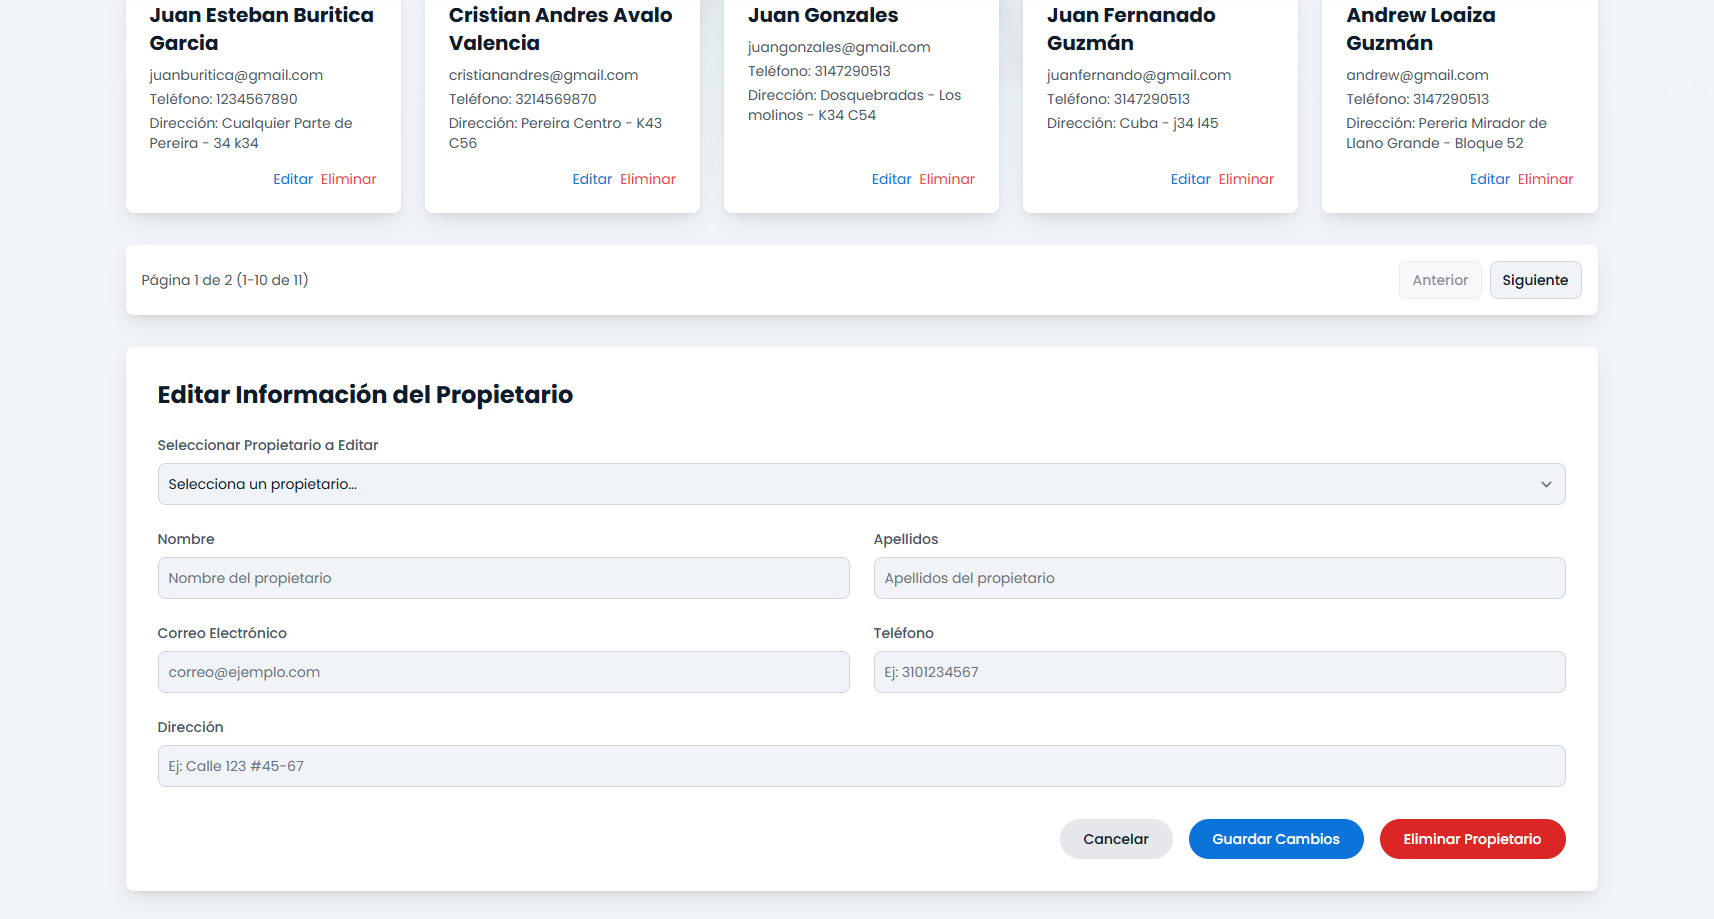 Juan Esteban Buritica
Garcia
juanburitica@gmail.com
Teléfono: 1234567890
Dirección: Cualquier Parte de
Pereira - 34 k34
Editar Eliminar
Cristian Andres Avalo
Valencia
cristianandres@gmail.com
Teléfono: 3214569870
Dirección: Pereira Centro - K43
C56
Editar Eliminar
Juan Gonzales
juangonzales@gmail.com
Teléfono: 3147290513
Dirección: Dosquebradas - Los
molinos - K34 C54
Editar Eliminar
Juan Fernanado
Guzmán
juanfernando@gmail.com
Teléfono: 3147290513
Dirección: Cuba - j34 l45
Editar Eliminar
Andrew Loaiza
Guzmán
andrew@gmail.com
Teléfono: 3147290513
Dirección: Pereria Mirador de
Llano Grande - Bloque 52
Editar Eliminar
Página 1 de 2 (1-10 de 11)
Anterior
Siguiente
Editar Información del Propietario
Seleccionar Propietario a Editar
Selecciona un propietario...
Nombre
Nombre del propietario
Apellidos
Apellidos del propietario
Correo Electrónico
correo@ejemplo.com
Teléfono
Ej: 3101234567
Dirección
Ej: Calle 123 #45-67
Cancelar
Guardar Cambios
Eliminar Propietario